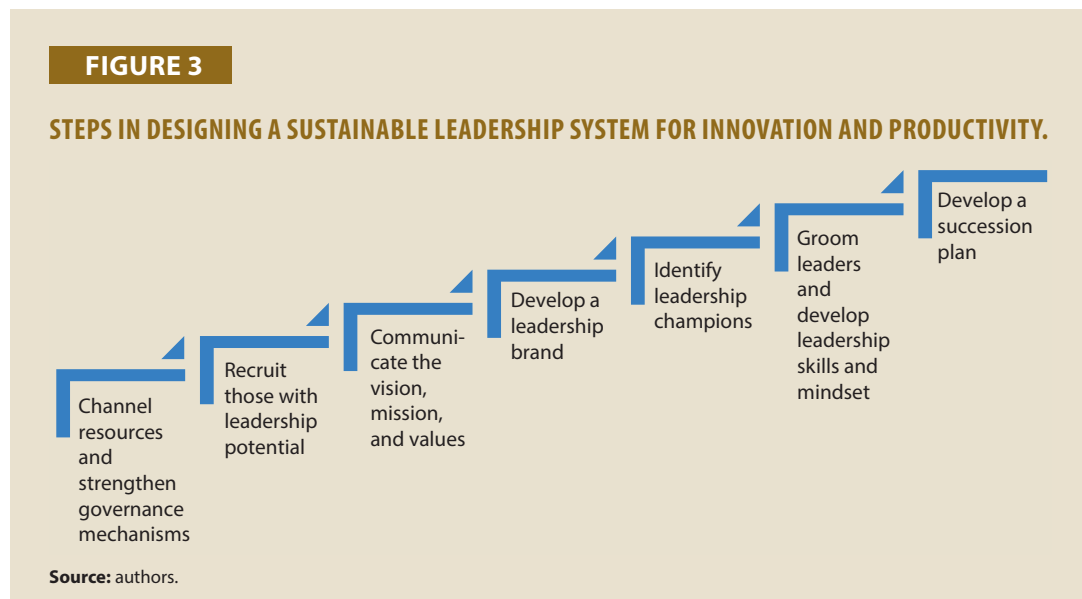 FIGURE 3
STEPS IN DESIGNING A SUSTAINABLE LEADERSHIP SYSTEM FOR INNOVATION AND PRODUCTIVITY.
Channel
resources
and
strengthen
governance
mechanisms
Recruit
those with
leadership
potential
Communi-
cate the
vision,
mission,
and values
Develop a
leadership
brand
Identify
leadership
champions
Groom
leaders
and
develop
leadership
skills and
mindset
Develop a
succession
plan
Source: authors.